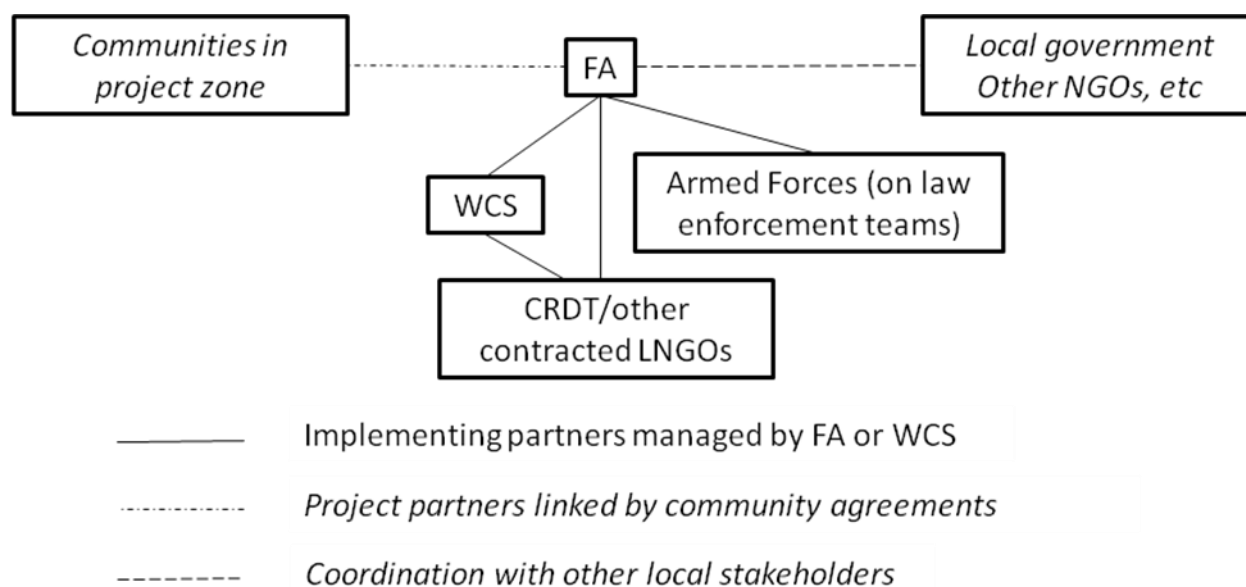 Communities in
project zone
FA
Local government
Other NGOs, etc
WCS
Armed Forces (on law
enforcement teams)
CRDT/other
contracted LNGOs
Implementing partners managed by FA or WCS
Project partners linked by community agreements
Coordination with other local stakeholders